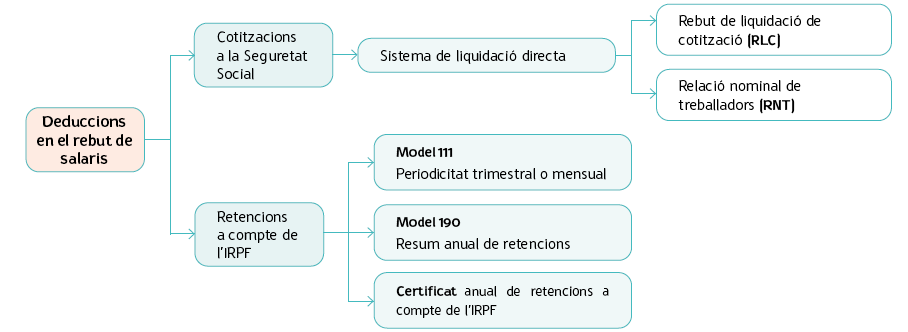 Deduccions
en el rebut de
salaris
Cotitzacions
a la Seguretat
Social
Sistema de liquidació directa
Rebut de liquidació de
cotització (RLC)
Relació nominal de
treballadors (RNT)
Retencions
a compte de
l'IRPF
Model 111
Periodicitat trimestral o mensual
Model 190
Resum anual de retencions
Certificat anual de retencions a
compte de l'IRPF